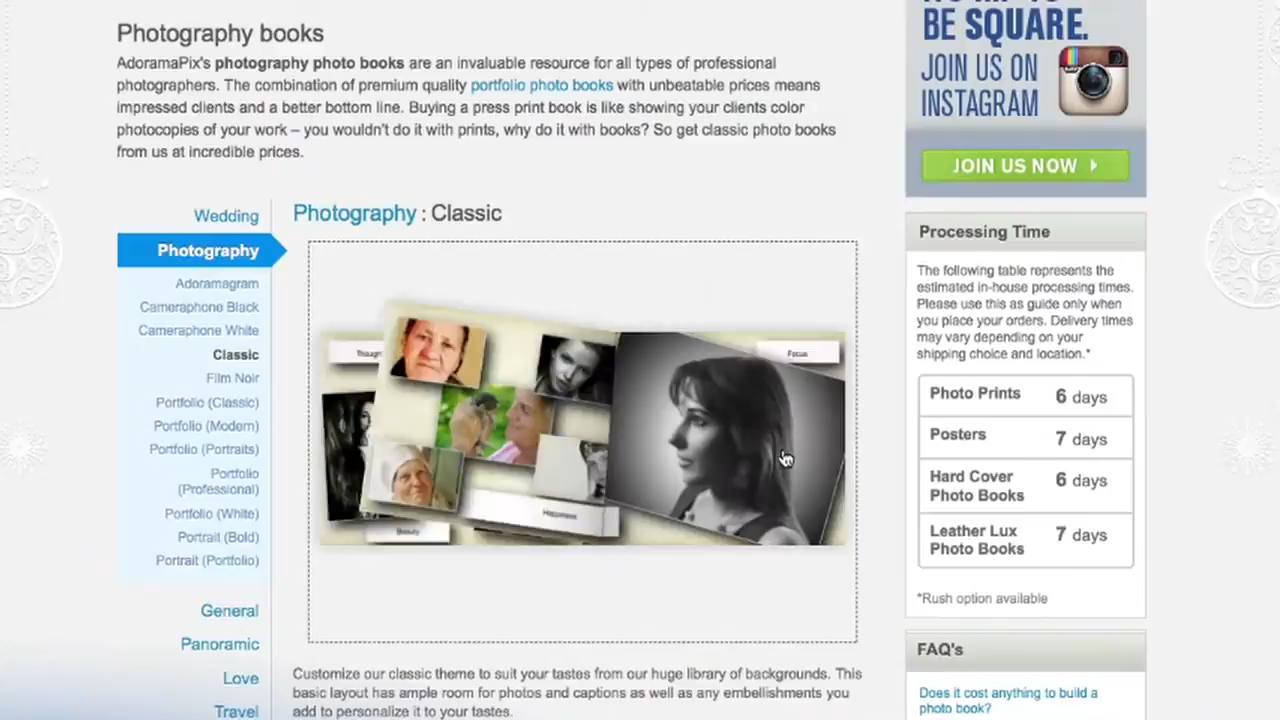 Photography books
AdoramaPix's photography photo books are an invaluable resource for all types of professional
photographers. The combination of premium quality portfolio photo books with unbeatable prices means
impressed clients and a better bottom line. Buying a press print book is like showing your clients color
photocopies of your work – you wouldn't do it with prints, why do it with books? So get classic photo books
from us at incredible prices.
Wedding
Photography
Adoramagram
Cameraphone Black
Cameraphone White
Classic
Film Noir
Portfolio (Classic)
Portfolio (Modern)
Portfolio (Portraits)
Portfolio
(Professional)
Portfolio (White)
Portrait (Bold)
Portrait (Portfolio)
General
Panoramic
Love
Travel
Photography : Classic
Focus
Happiness
Beauty
Customize our classic theme to suit your tastes from our huge library of backgrounds. This
basic layout has ample room for photos and captions as well as any embellishments you
add to personalize it to your tastes.
BE SQUARE.
JOIN US ON
INSTAGRAM
JOIN US NOW
Processing Time
The following table represents the
estimated in-house processing times.
Please use this as guide only when
you place your orders. Delivery times
may vary depending on your
shipping choice and location.*
Photo Prints 6 days
Posters 7 days
Hard Cover
Photo Books 6 days
Leather Lux
Photo Books 7 days
*Rush option available
FAQ's
Does it cost anything to build a
photo book?